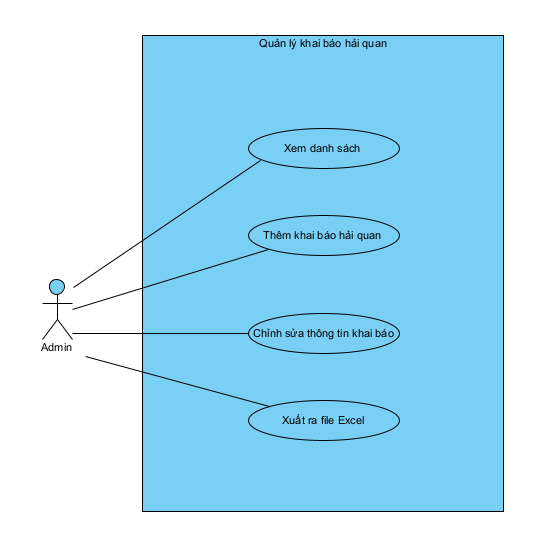 Quản lý khai báo hải quan
Xem danh sách
Thêm khai báo hải quan
Chỉnh sửa thông tin khai báo
Admin
Xuất ra file Excel